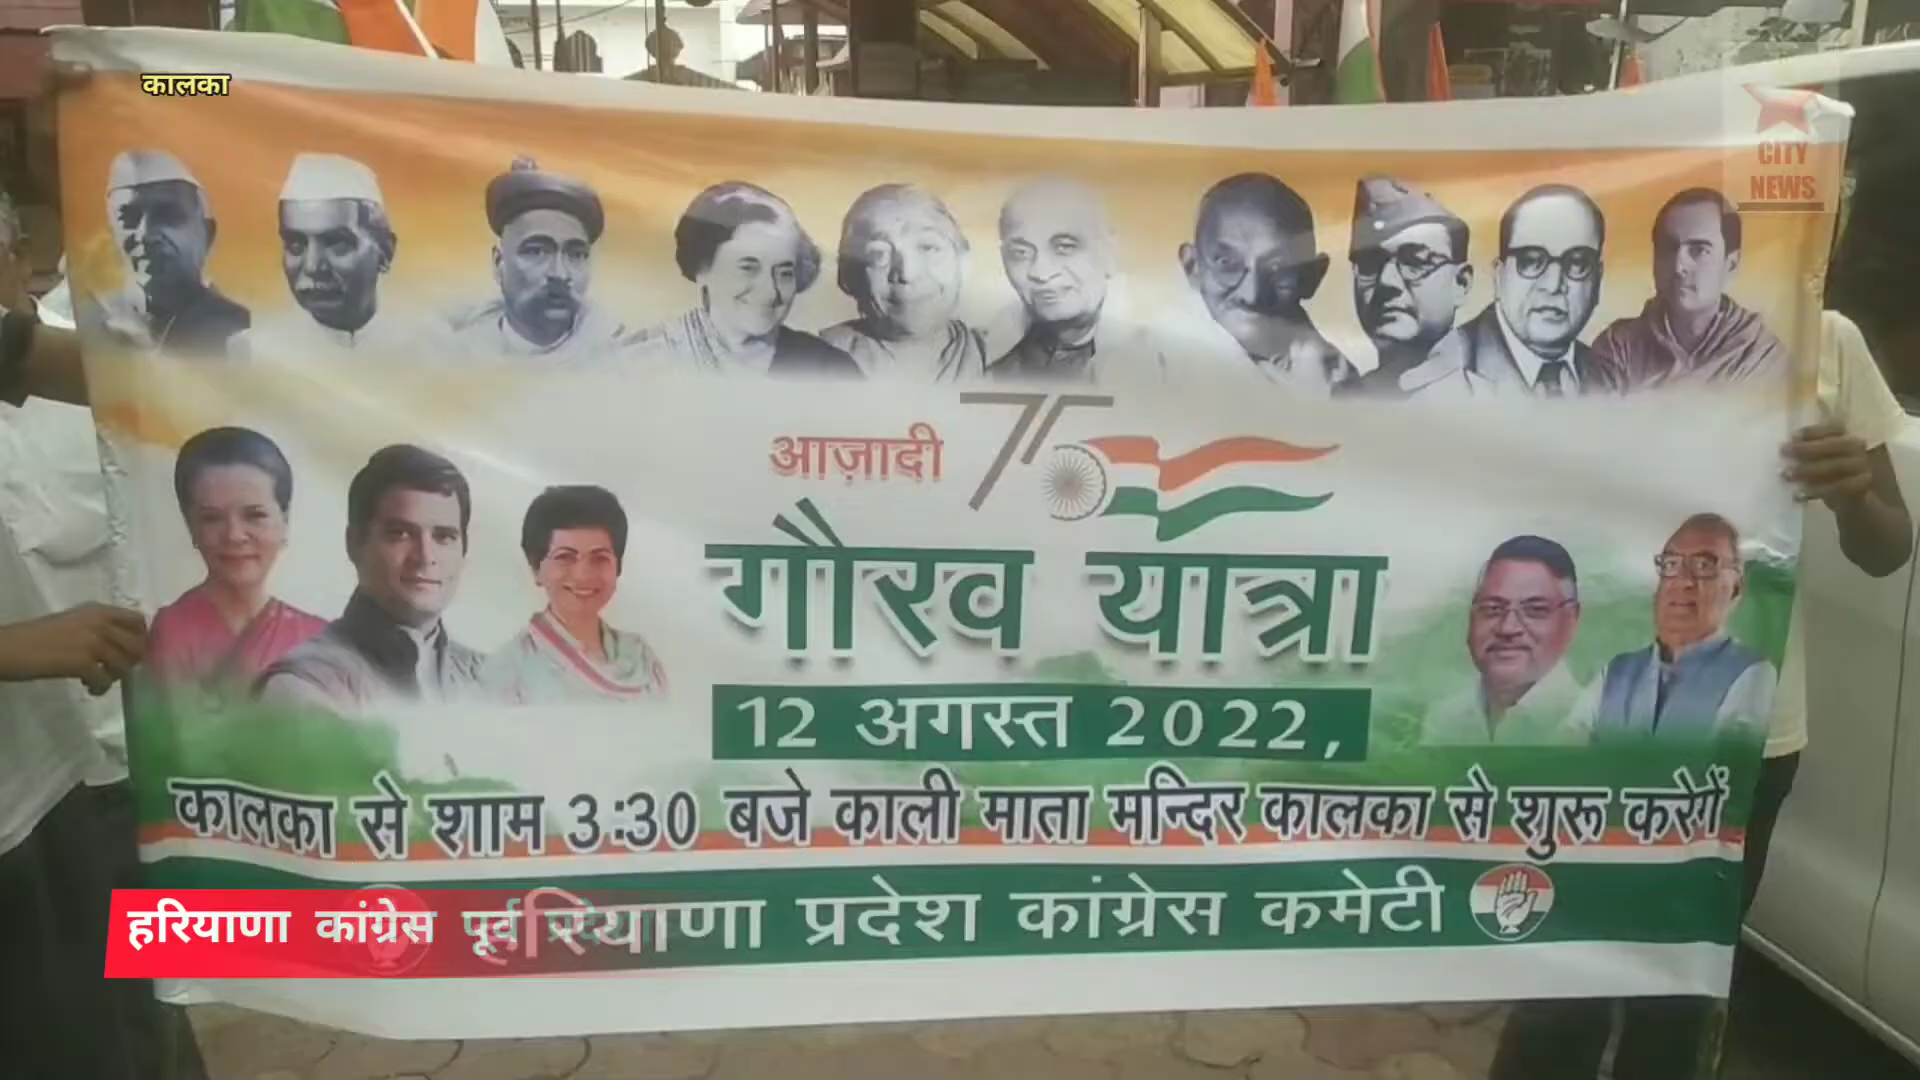 कालका
CITY
NEWS
आज़ादी 75
गौरव यात्रा
12 अगस्त 2022,
कालका से शाम 3:30 बजे काली माता मन्दिर कालका से शुरू करेगें
हरियाणा प्रदेश कांग्रेस कमेटी
हरियाणा कांग्रेस पूर्व